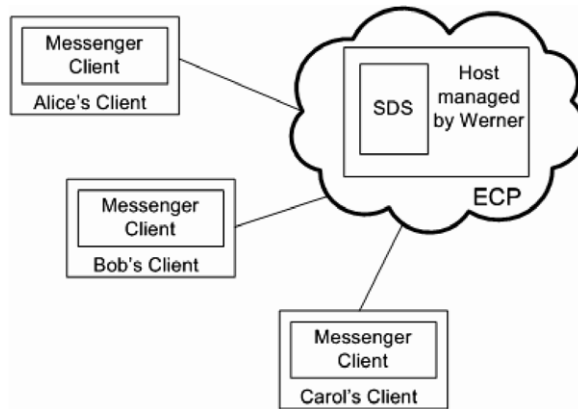 Messenger
Client
Alice's Client
SDS
Host
managed
by Werner
ECP
Messenger
Client
Bob's Client
Messenger
Client
Carol's Client